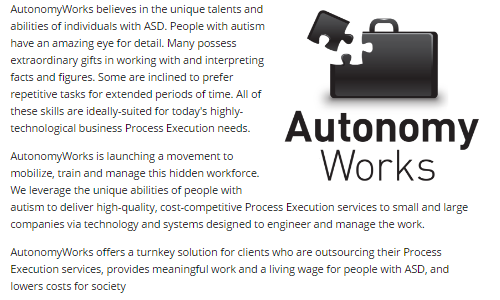 AutonomyWorks believes in the unique talents and
abilities of individuals with ASD. People with autism
have an amazing eye for detail. Many possess
extraordinary gifts in working with and interpreting
facts and figures. Some are inclined to prefer
repetitive tasks for extended periods of time. All of
these skills are ideally-suited for today's highly-
technological business Process Execution needs.
Autonomy
Works
AutonomyWorks is launching a movement to
mobilize, train and manage this hidden workforce.
We leverage the unique abilities of people with
autism to deliver high-quality, cost-competitive Process Execution services to small and large
companies via technology and systems designed to engineer and manage the work.
AutonomyWorks offers a turnkey solution for clients who are outsourcing their Process
Execution services, provides meaningful work and a living wage for people with ASD, and
lowers costs for society